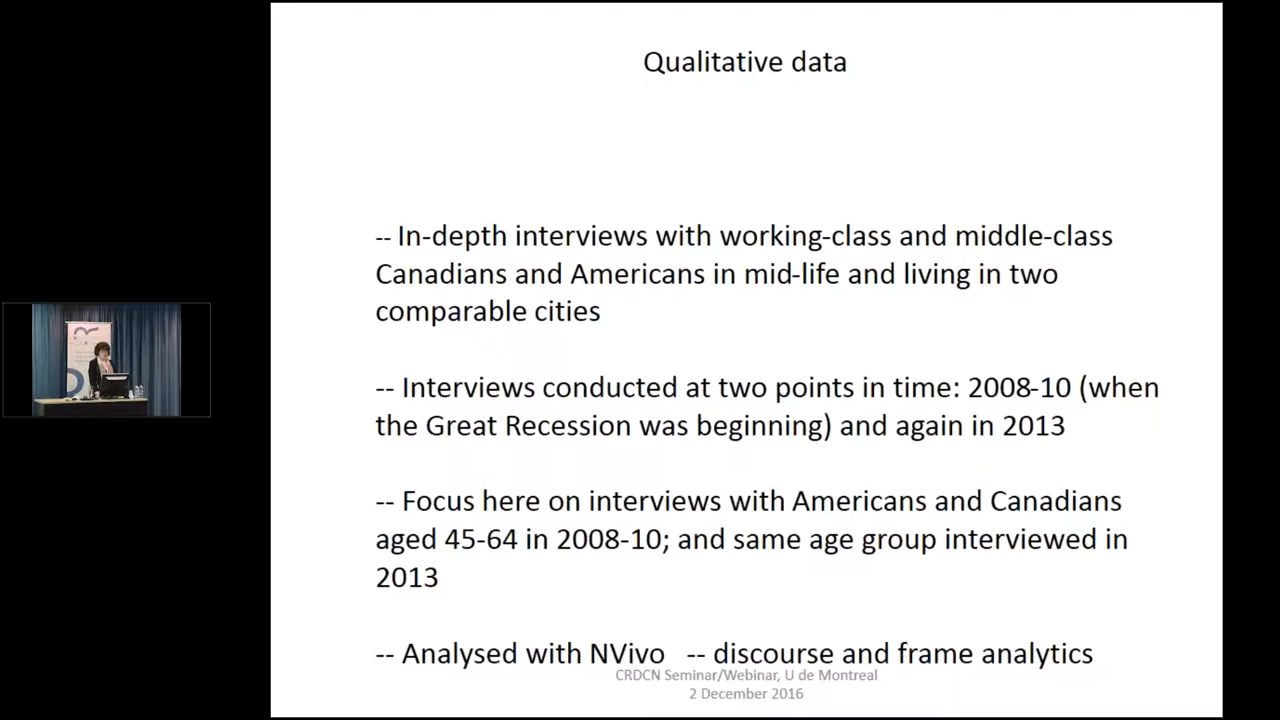 Qualitative data
-- In-depth interviews with working-class and middle-class
Canadians and Americans in mid-life and living in two
comparable cities
-- Interviews conducted at two points in time: 2008-10 (when
the Great Recession was beginning) and again in 2013
-- Focus here on interviews with Americans and Canadians
aged 45-64 in 2008-10; and same age group interviewed in
2013
-- Analysed with NVivo -- discourse and frame analytics
CRDCN Seminar/Webinar, U de Montreal
2 December 2016